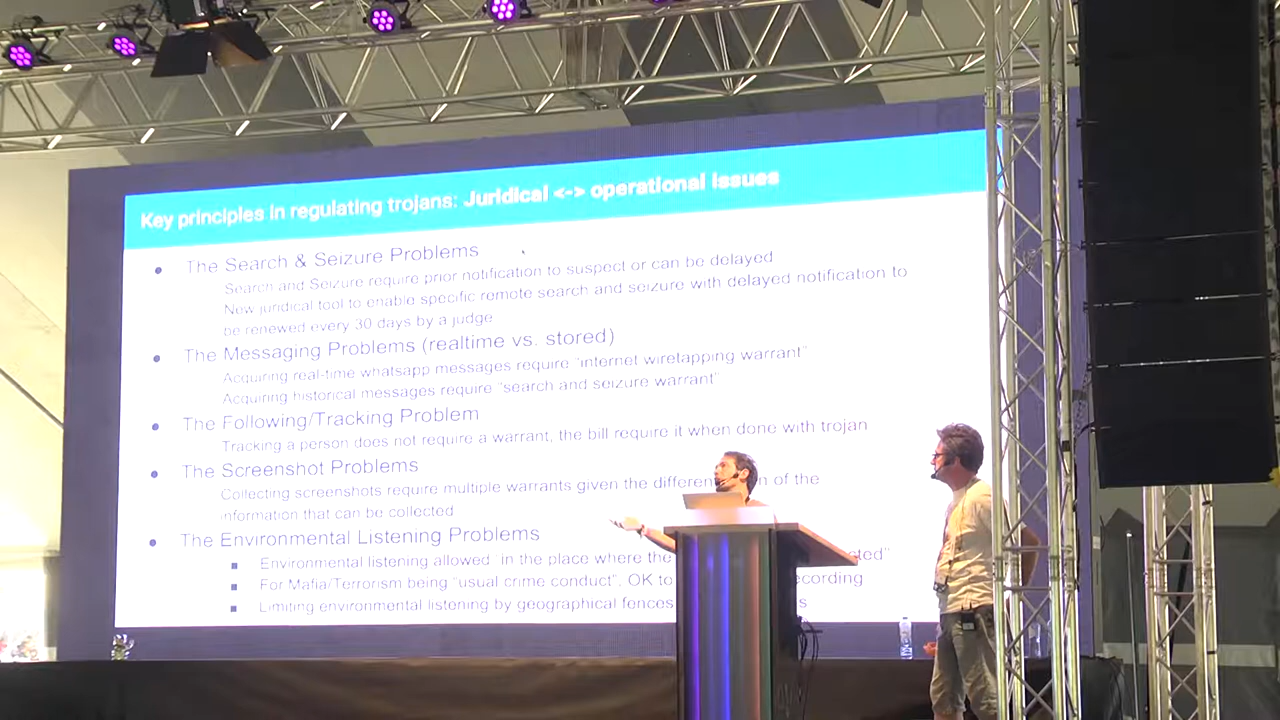 Key principles in regulating trojans: Juridical <-> operational issues
The Search & Seizure Problems
Search and Seizure require prior notification to suspect or can be delayed
New juridical tool to enable specific remote search and seizure with delayed notification to
be renewed every 30 days by a judge
The Messaging Problems (realtime vs. stored)
Acquiring real-time whatsapp messages require "internet wiretapping warrant"
Acquiring historical messages require "search and seizure warrant"
The Following/Tracking Problem
Tracking a person does not require a warrant, the bill require it when done with trojan
The Screenshot Problems
Collecting screenshots require multiple warrants given the of the
information that can be collected
The Environmental Listening Problems
Environmental listening allowed "in the place where the
For Mafia/Terrorism being "usual crime conduct", OK to
Limiting environmental listening by geographical fences